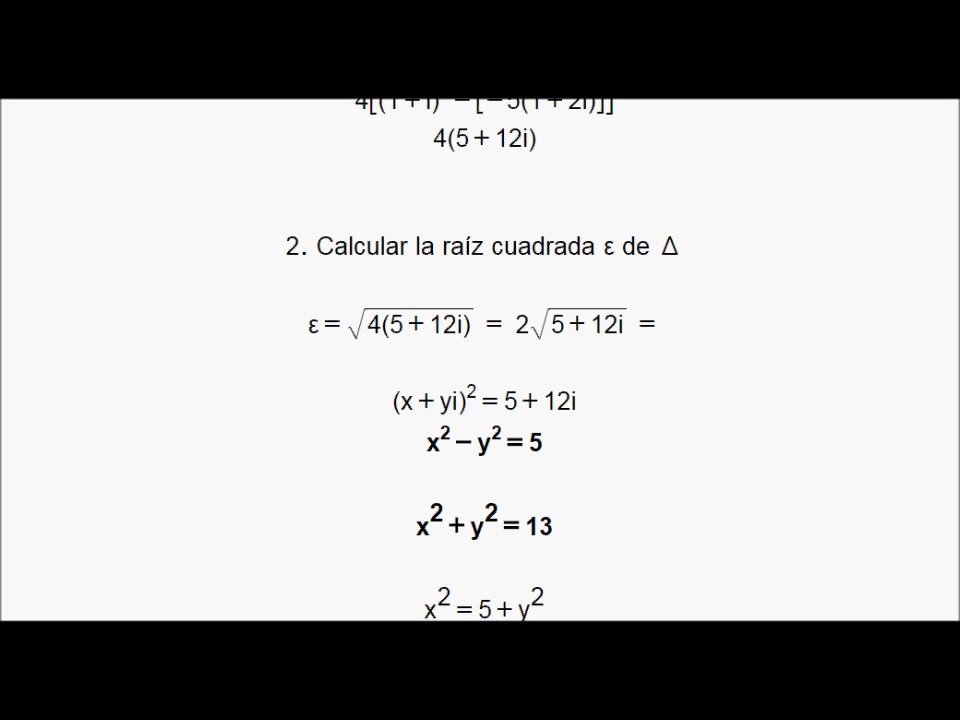 4(5+12i)
2. Calcular la raíz cuadrada ε de Δ
ε = √4(5+12i) = 2√5+12i =
(x+yi)² = 5+12i
x² − y² = 5
x² + y² = 13
x² = 5 + y²